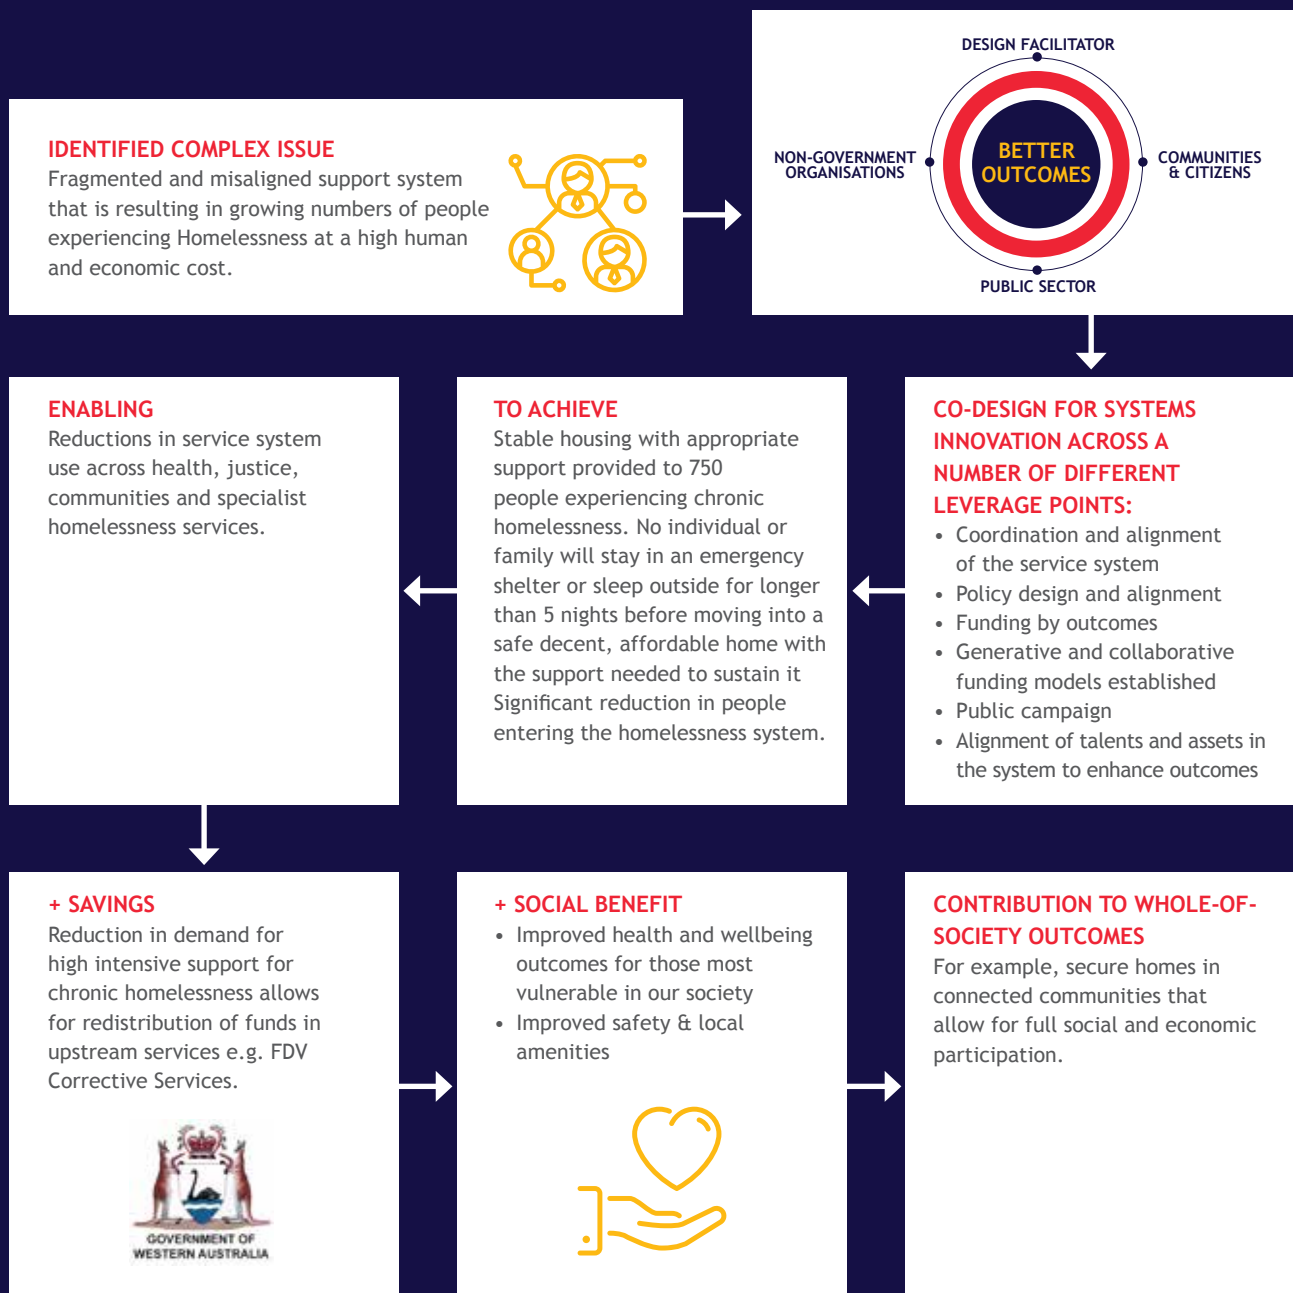 IDENTIFIED COMPLEX ISSUE
Fragmented and misaligned support system
that is resulting in growing numbers of people
experiencing Homelessness at a high human
and economic cost.
DESIGN FACILITATOR
NON-GOVERNMENT
ORGANISATIONS
BETTER
OUTCOMES
COMMUNITIES
& CITIZENS
PUBLIC SECTOR
CO-DESIGN FOR SYSTEMS
INNOVATION ACROSS A
NUMBER OF DIFFERENT
LEVERAGE POINTS:
• Coordination and alignment
of the service system
• Policy design and alignment
• Funding by outcomes
• Generative and collaborative
funding models established
• Public campaign
• Alignment of talents and assets in
the system to enhance outcomes
TO ACHIEVE
Stable housing with appropriate
support provided to 750
people experiencing chronic
homelessness. No individual or
family will stay in an emergency
shelter or sleep outside for longer
than 5 nights before moving into a
safe decent, affordable home with
the support needed to sustain it
Significant reduction in people
entering the homelessness system.
ENABLING
Reductions in service system
use across health, justice,
communities and specialist
homelessness services.
+ SAVINGS
Reduction in demand for
high intensive support for
chronic homelessness allows
for redistribution of funds in
upstream services e.g. FDV
Corrective Services.
GOVERNMENT OF
WESTERN AUSTRALIA
+ SOCIAL BENEFIT
• Improved health and wellbeing
outcomes for those most
vulnerable in our society
• Improved safety & local
amenities
CONTRIBUTION TO WHOLE-OF-
SOCIETY OUTCOMES
For example, secure homes in
connected communities that
allow for full social and economic
participation.